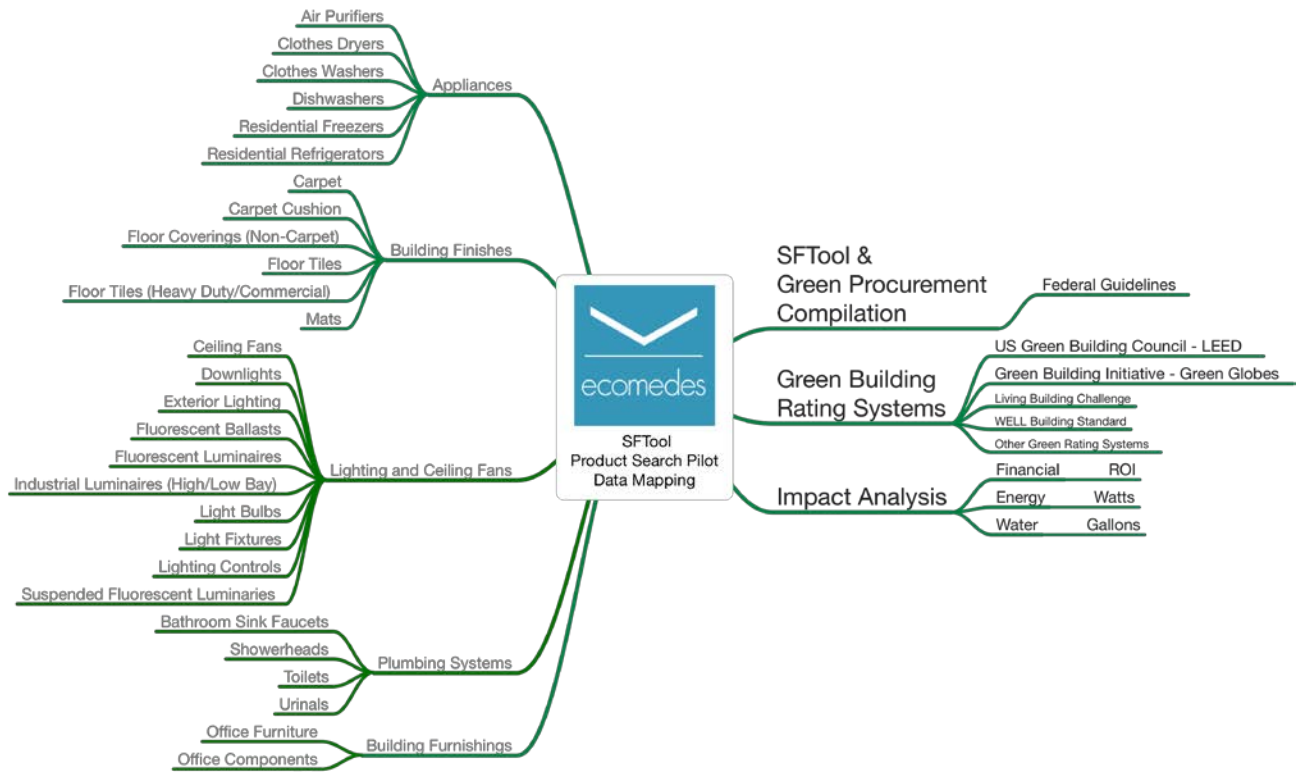 Air Purifiers
Clothes Dryers
Clothes Washers
Dishwashers
Residential Freezers
Residential Refrigerators
Appliances
Carpet
Carpet Cushion
Floor Coverings (Non-Carpet)
Floor Tiles
Floor Tiles (Heavy Duty/Commercial)
Mats
Building Finishes
Ceiling Fans
Downlights
Exterior Lighting
Fluorescent Ballasts
Fluorescent Luminaires
Industrial Luminaires (High/Low Bay)
Light Bulbs
Light Fixtures
Lighting Controls
Suspended Fluorescent Luminaries
Lighting and Ceiling Fans
Bathroom Sink Faucets
Showerheads
Toilets
Urinals
Plumbing Systems
Office Furniture
Office Components
Building Furnishings
ecomedes
SFTool
Product Search Pilot
Data Mapping
SFTool &
Green Procurement
Compilation
Federal Guidelines
Green Building
Rating Systems
US Green Building Council - LEED
Green Building Initiative - Green Globes
Living Building Challenge
WELL Building Standard
Other Green Rating Systems
Impact Analysis
Financial ROI
Energy Watts
Water Gallons